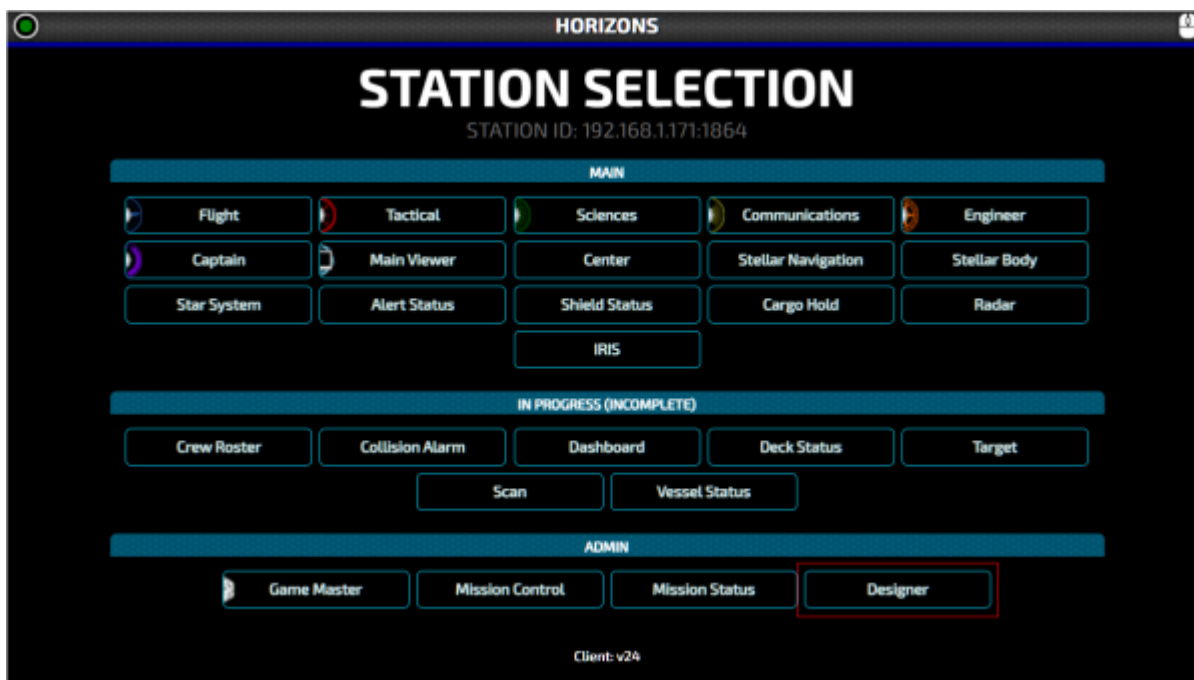 HORIZONS
STATION SELECTION
STATION ID: 192.168.1.171:1864
MAIN
Flight Tactical Sciences Communications Engineer
Captain Main Viewer Center Stellar Navigation Stellar Body
Star System Alert Status Shield Status Cargo Hold Radar
IRIS
IN PROGRESS (INCOMPLETE)
Crew Roster Collision Alarm Dashboard Deck Status Target
Scan Vessel Status
ADMIN
Game Master Mission Control Mission Status Designer
Client: v24